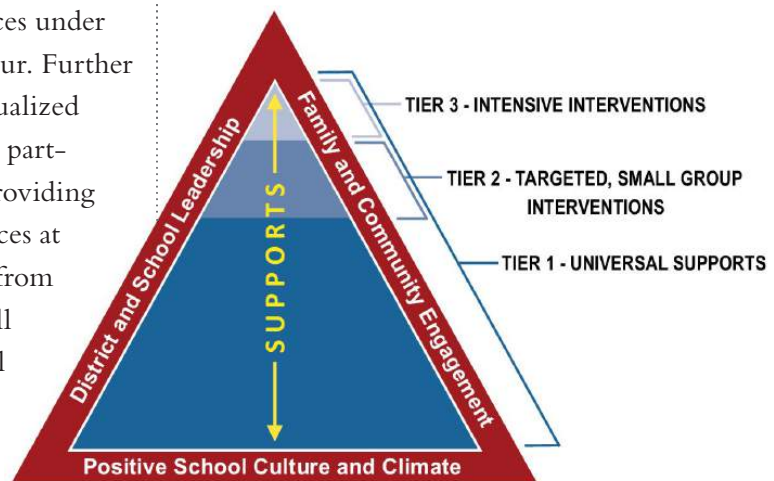 ces under
ur. Further
ualized
part-
roviding
ces at
from
ll
l
District and School Leadership
SUPPORTS
Family and Community Engagement
Positive School Culture and Climate
TIER 3 - INTENSIVE INTERVENTIONS
TIER 2 - TARGETED, SMALL GROUP
INTERVENTIONS
TIER 1 - UNIVERSAL SUPPORTS